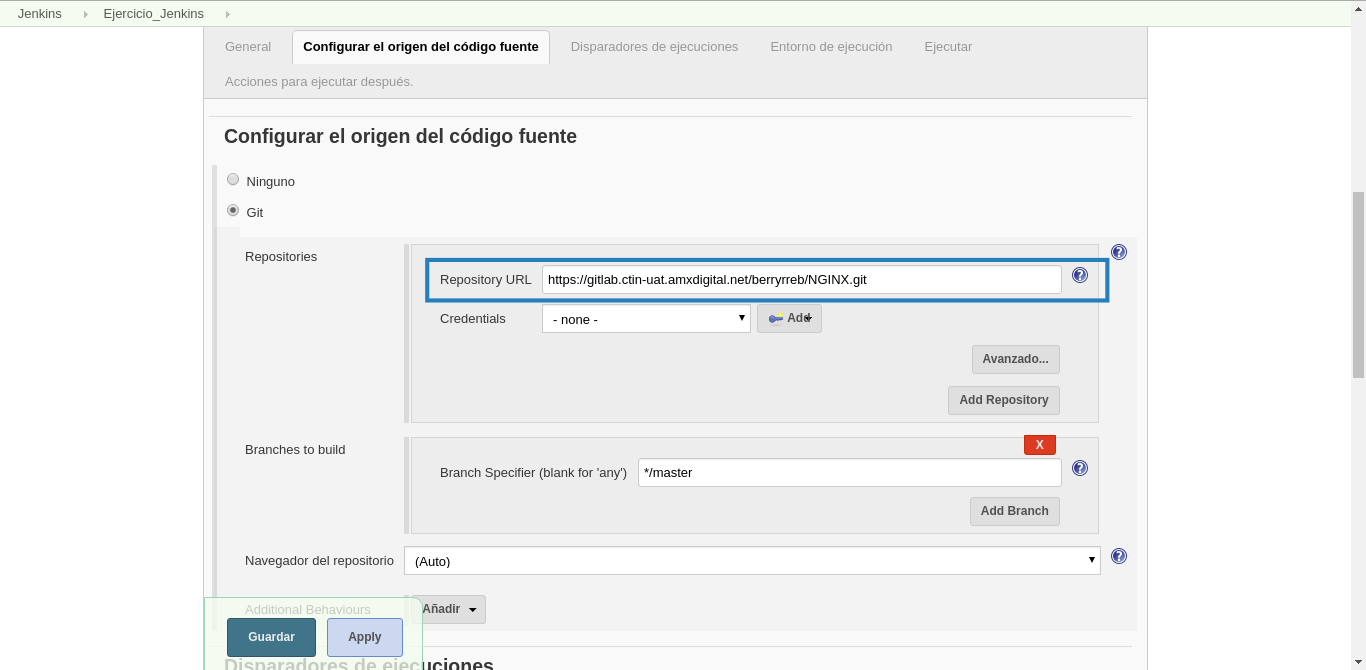 Jenkins Ejercicio_Jenkins
General Configurar el origen del código fuente Disparadores de ejecuciones Entorno de ejecución Ejecutar
Acciones para ejecutar después.
Configurar el origen del código fuente
Ninguno
Git
Repositories
Repository URL https://gitlab.ctin-uat.amxdigital.net/berryrreb/NGINX.git
Credentials - none - Add
Avanzado...
Add Repository
Branches to build
X
Branch Specifier (blank for 'any') */master
Add Branch
Navegador del repositorio (Auto)
Additional Behaviours Añadir
Guardar Apply
Disparadores de ejecuciones